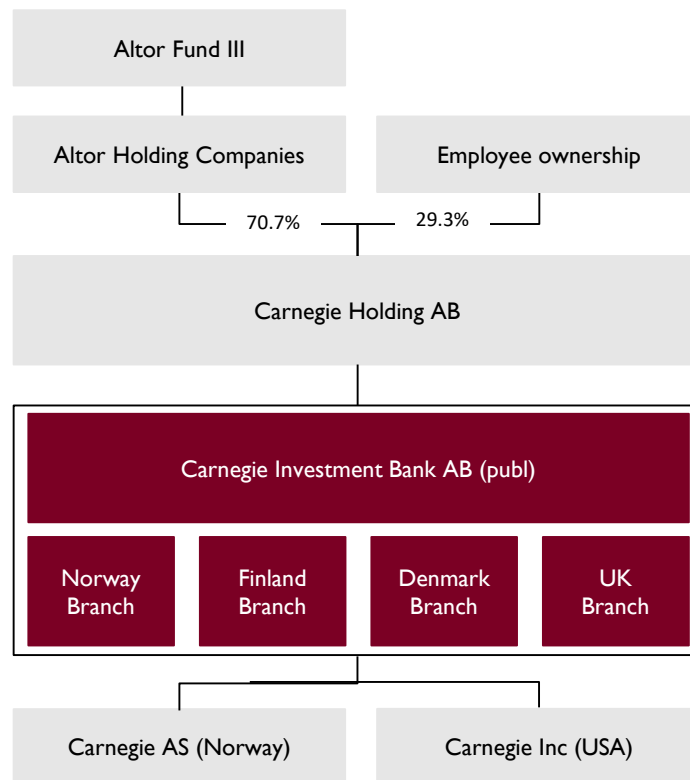 Altor Fund III
Altor Holding Companies
Employee ownership
70.7%
29.3%
Carnegie Holding AB
Carnegie Investment Bank AB (publ)
Norway
Branch
Finland
Branch
Denmark
Branch
UK
Branch
Carnegie AS (Norway)
Carnegie Inc (USA)